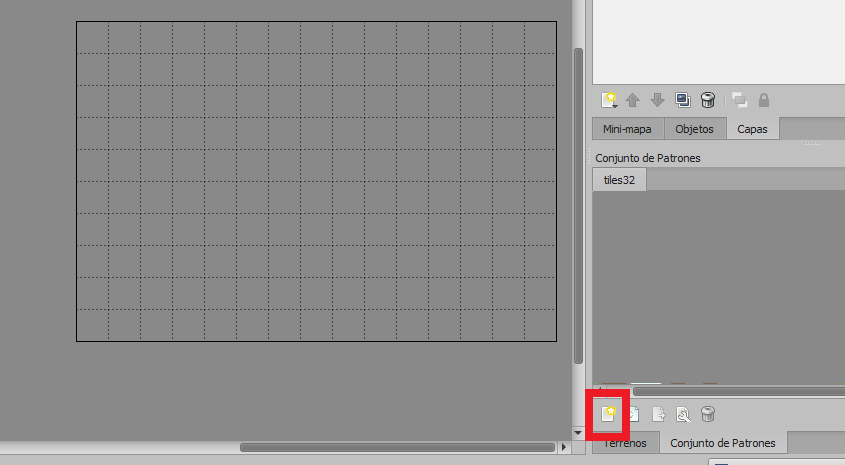 Mini-mapa Objetos Capas
Conjunto de Patrones
tiles32
Terrenos Conjunto de Patrones